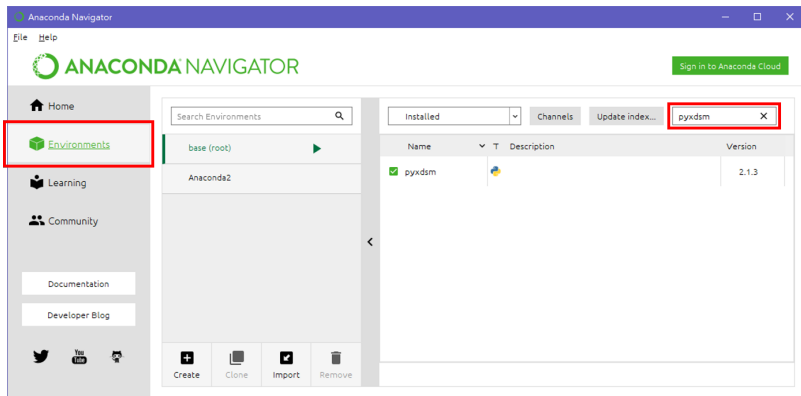 Anaconda Navigator
File Help
ANACONDA NAVIGATOR
Sign in to Anaconda Cloud
Home
Environments
Learning
Community
Documentation
Developer Blog
You
Tube
Search Environments
base (root)
Anaconda2
Create Clone Import Remove
Installed Channels Update index... pyxdsm
Name T Description Version
pyxdsm 2.1.3